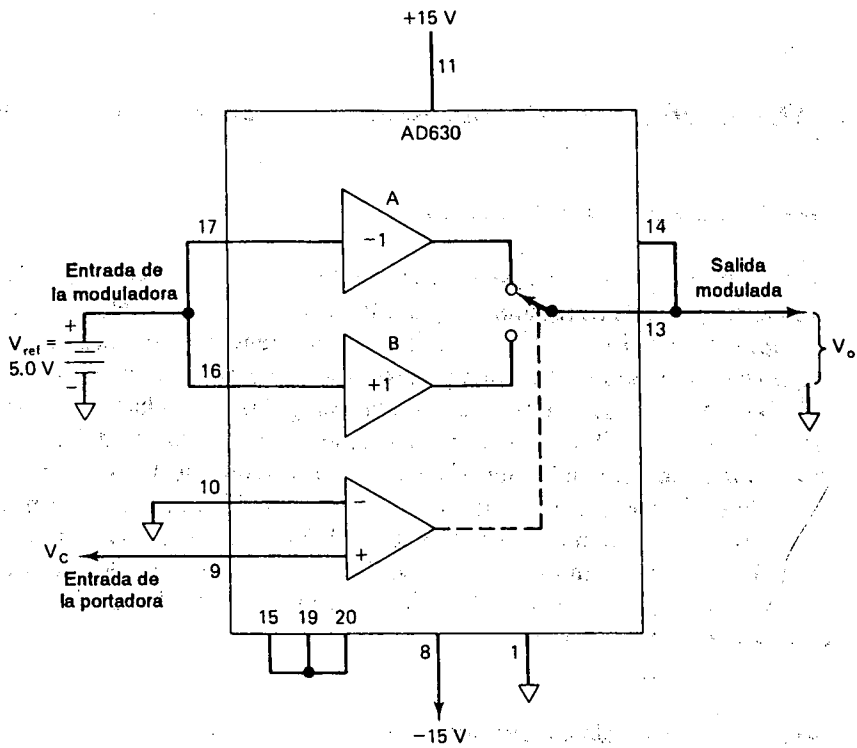 +15 V
11
AD630
A
17
−1
14
Entrada de
la moduladora
Salida
modulada
+
V_ref =
5.0 V
−
13
V_o
B
16
+1
10
−
V_C
+
9
Entrada de
la portadora
15 19 20
8
1
−15 V